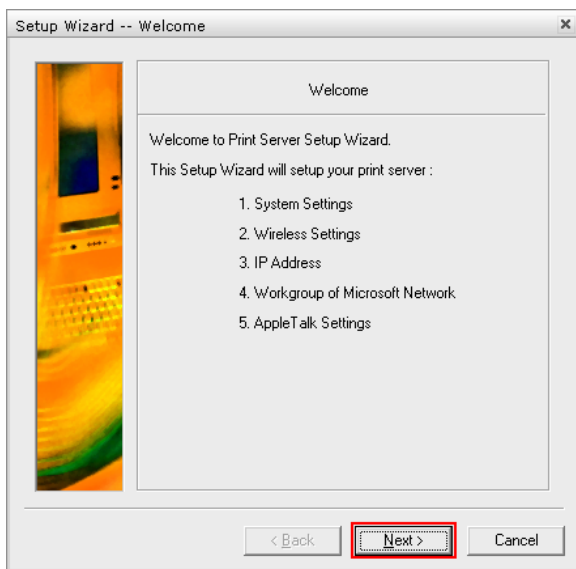 Setup Wizard -- Welcome
Welcome
Welcome to Print Server Setup Wizard.
This Setup Wizard will setup your print server :
1. System Settings
2. Wireless Settings
3. IP Address
4. Workgroup of Microsoft Network
5. AppleTalk Settings
< Back Next > Cancel